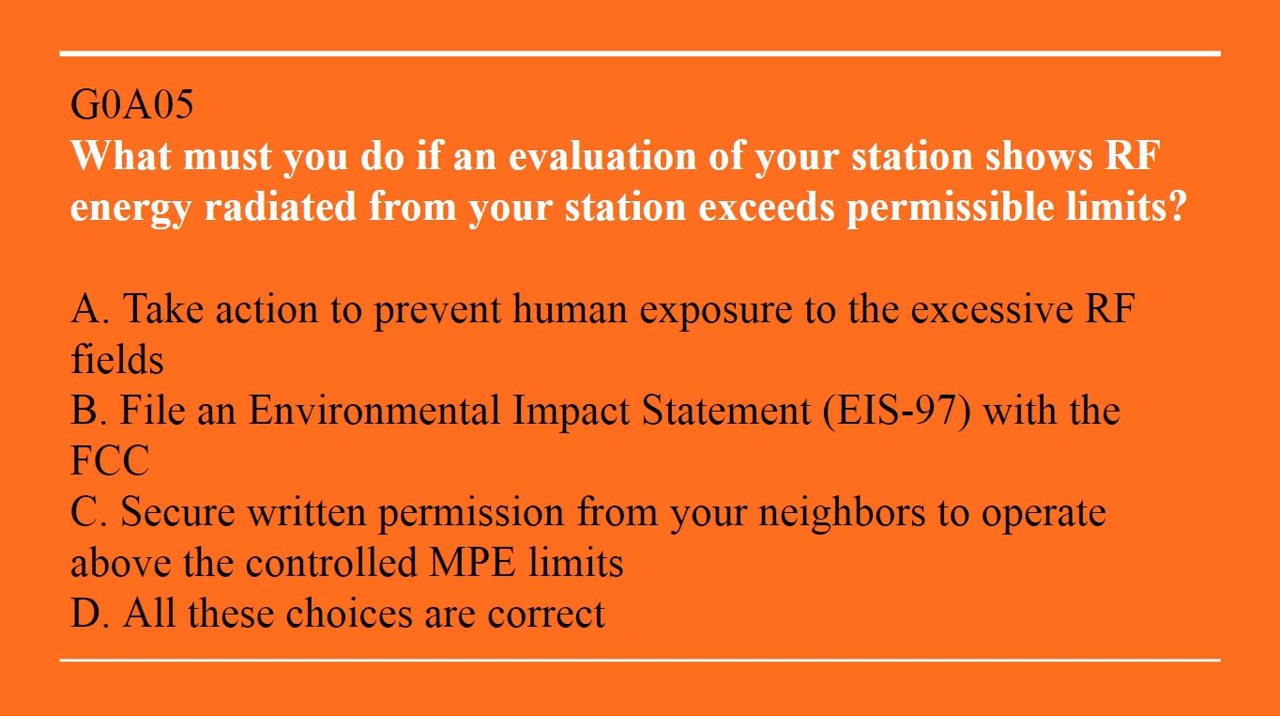 G0A05
What must you do if an evaluation of your station shows RF
energy radiated from your station exceeds permissible limits?
A. Take action to prevent human exposure to the excessive RF
fields
B. File an Environmental Impact Statement (EIS-97) with the
FCC
C. Secure written permission from your neighbors to operate
above the controlled MPE limits
D. All these choices are correct